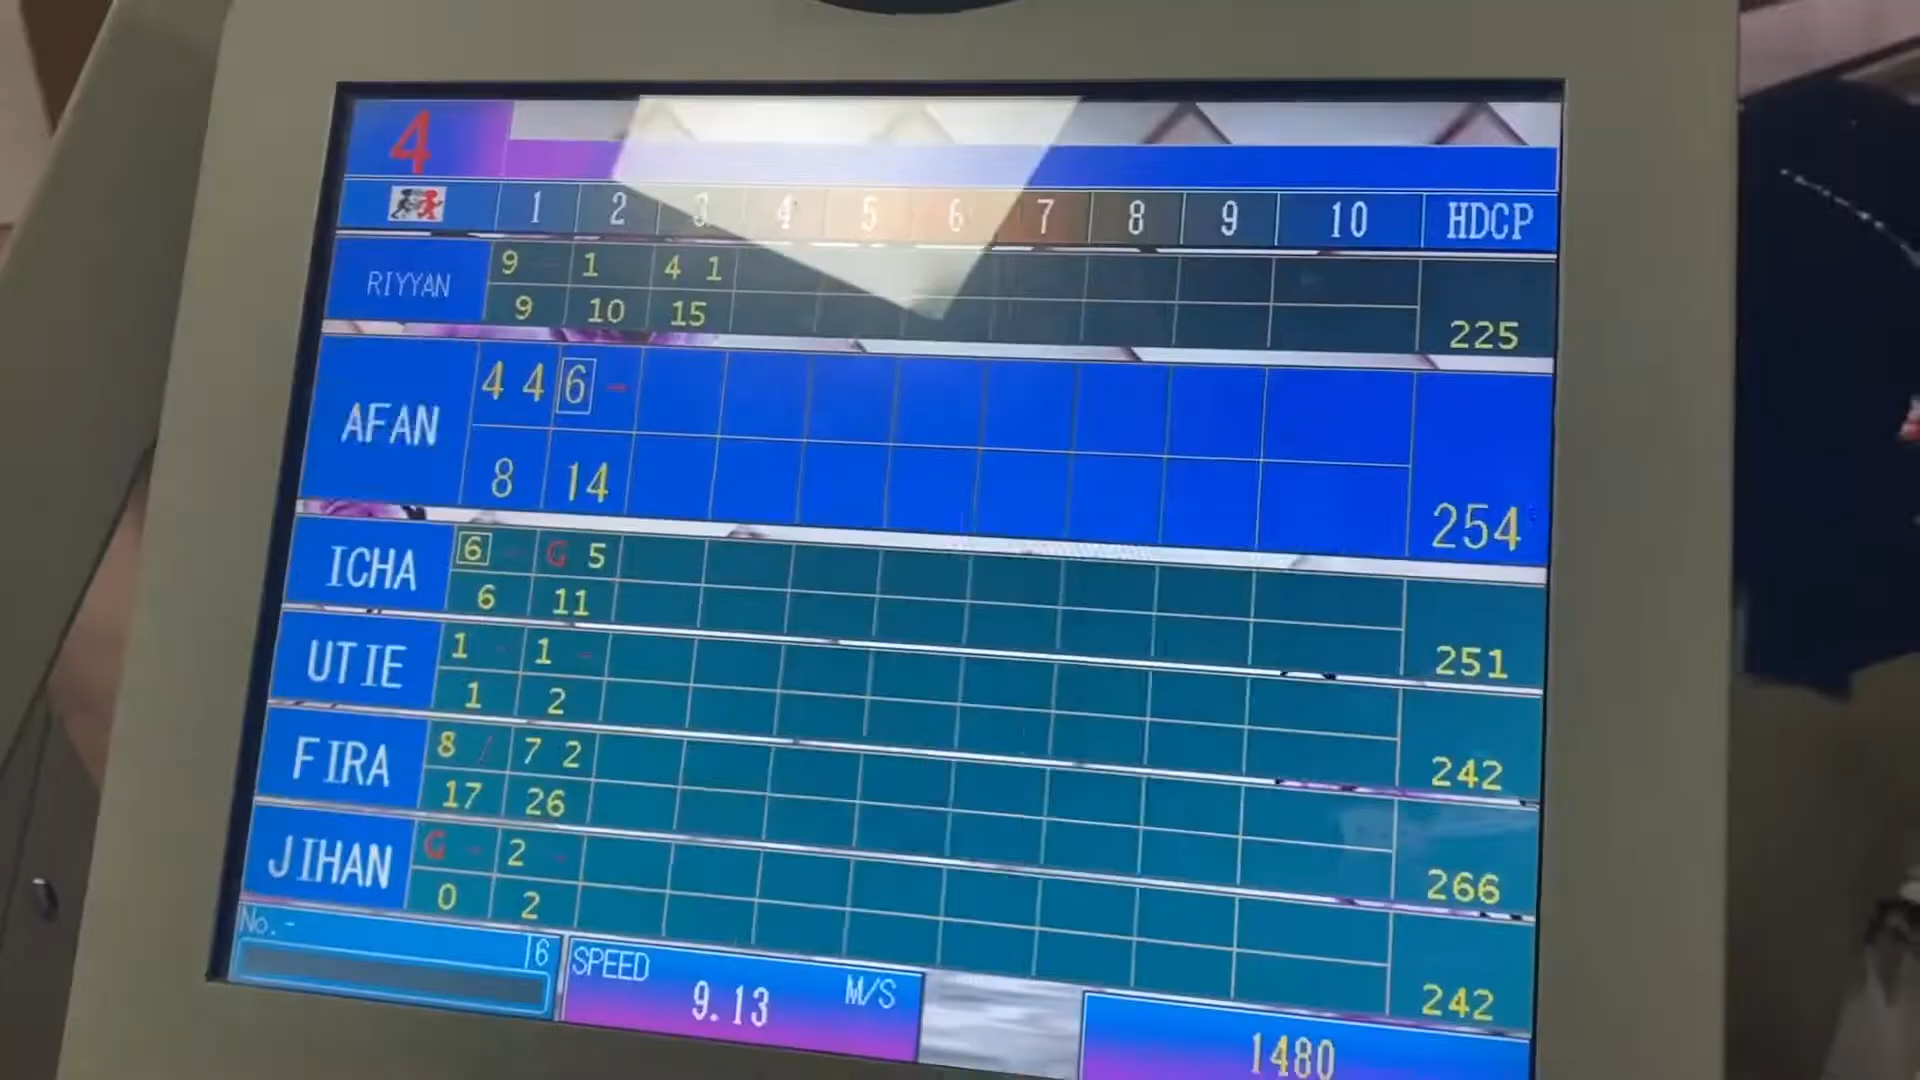 4
1 2 3 4 5 6 7 8 9 10 HDCP
RIYYAN 9 1 4 1
9 10 15 225
AFAN 4 4 6 -
8 14 254
ICHA 6 - G 5
6 11 251
UTIE 1 - 1 -
1 2 242
FIRA 8 / 7 2
17 26 266
JIHAN G - 2 -
0 2 242
No.- 16
SPEED
9.13 M/S
1480